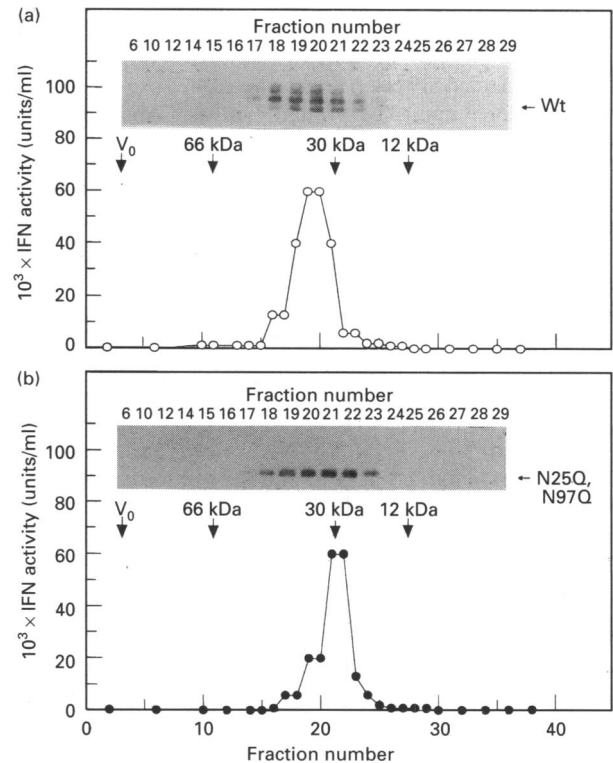 (a)
Fraction number
6 10 12 14 15 16 17 18 19 20 21 22 23 24 25 26 27 28 29
← Wt
V₀ 66 kDa 30 kDa 12 kDa
10³ × IFN activity (units/ml)
100
80
60
40
20
0
(b)
Fraction number
6 10 12 14 15 16 17 18 19 20 21 22 23 24 25 26 27 28 29
← N25Q,
N97Q
V₀ 66 kDa 30 kDa 12 kDa
10³ × IFN activity (units/ml)
100
80
60
40
20
0
0 10 20 30 40
Fraction number